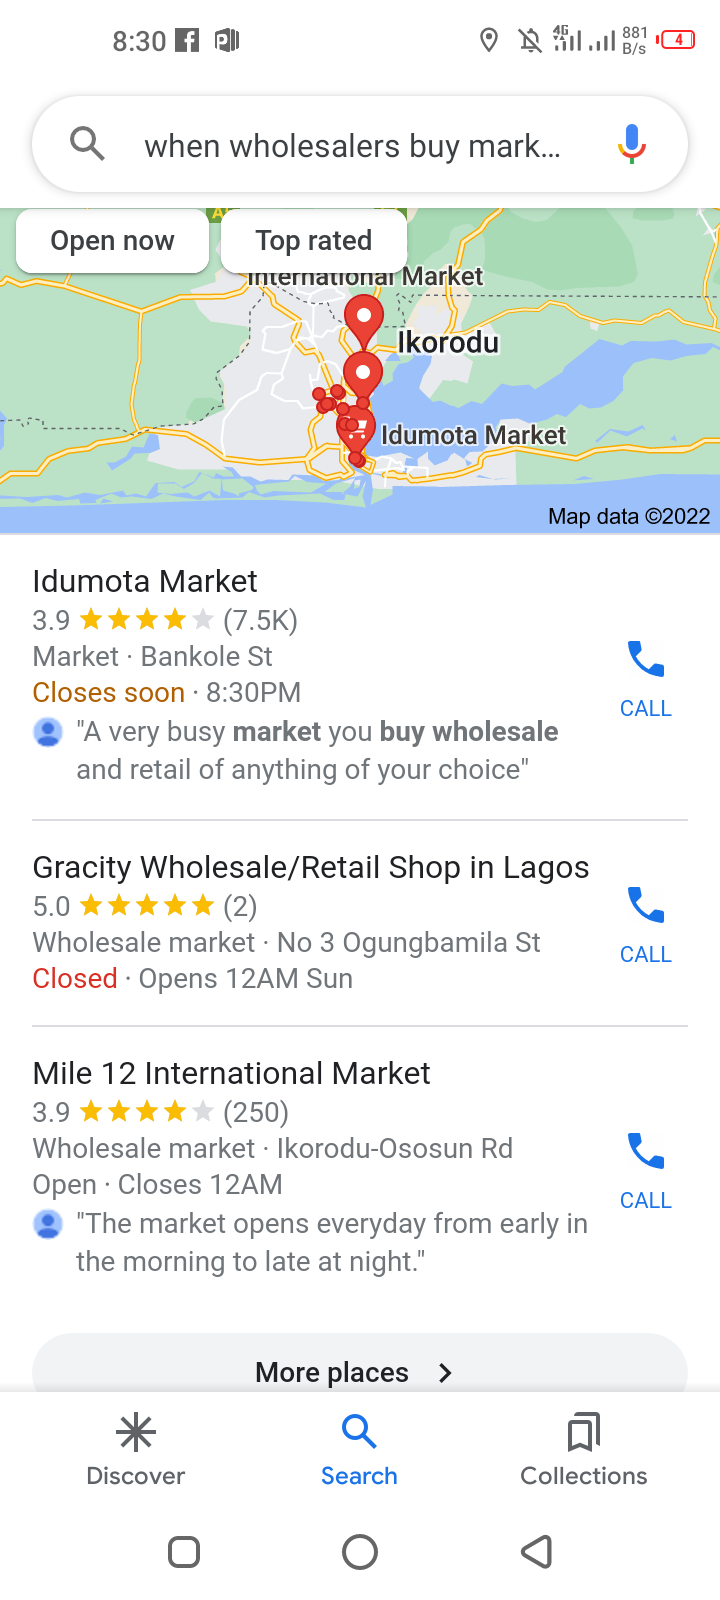 8:30
4G
881
B/s
4
when wholesalers buy mark...
Open now
Top rated
International Market
Ikorodu
Idumota Market
Map data ©2022
Idumota Market
3.9 (7.5K)
Market · Bankole St
Closes soon · 8:30PM
"A very busy market you buy wholesale
and retail of anything of your choice"
CALL
Gracity Wholesale/Retail Shop in Lagos
5.0 (2)
Wholesale market · No 3 Ogungbamila St
Closed · Opens 12AM Sun
CALL
Mile 12 International Market
3.9 (250)
Wholesale market · Ikorodu-Ososun Rd
Open · Closes 12AM
"The market opens everyday from early in
the morning to late at night."
CALL
More places
Discover
Search
Collections